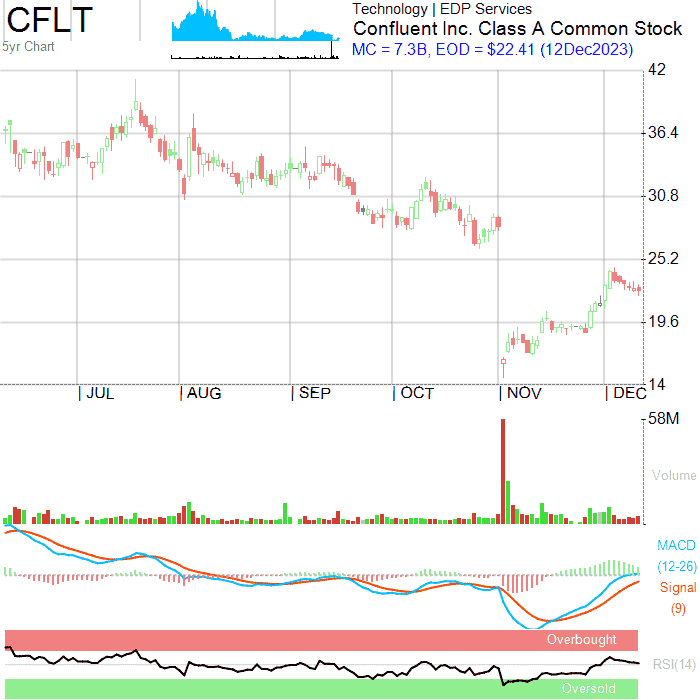 CFLT
5yr Chart
Technology | EDP Services
Confluent Inc. Class A Common Stock
MC = 7.3B, EOD = $22.41 (12Dec2023)
42
36.4
30.8
25.2
19.6
14
| JUL | AUG | SEP | OCT | NOV | DEC
58M
Volume
MACD
(12-26)
Signal
(9)
Overbought
RSI(14)
Oversold